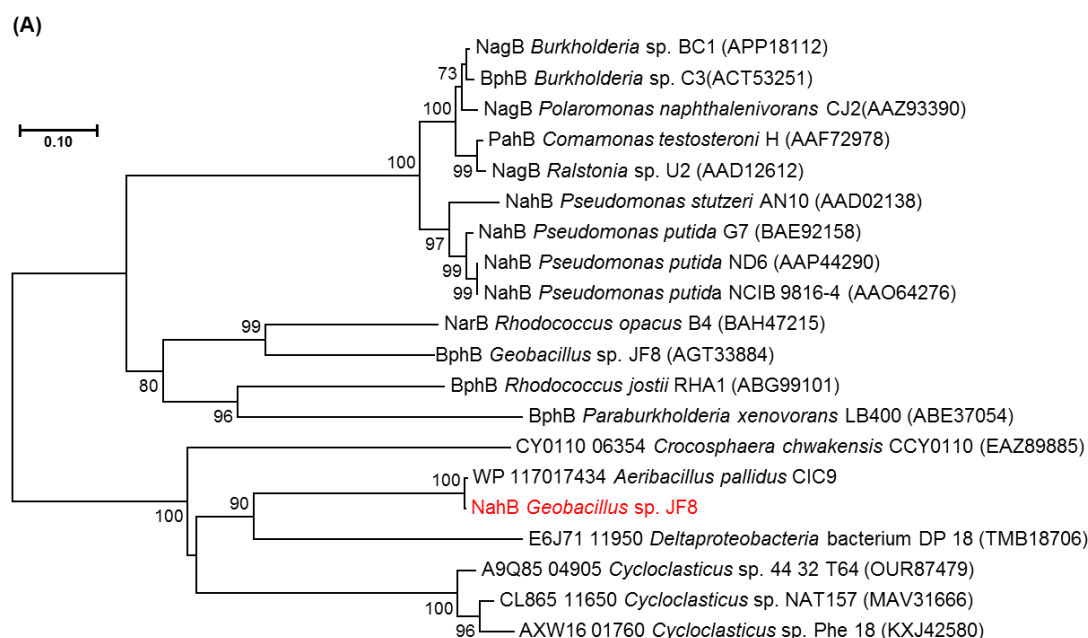 (A)
NagB Burkholderia sp. BC1 (APP18112)
73
BphB Burkholderia sp. C3(ACT53251)
100
NagB Polaromonas naphthalenivorans CJ2(AAZ93390)
0.10
PahB Comamonas testosteroni H (AAF72978)
100
99
NagB Ralstonia sp. U2 (AAD12612)
NahB Pseudomonas stutzeri AN10 (AAD02138)
97
NahB Pseudomonas putida G7 (BAE92158)
99
NahB Pseudomonas putida ND6 (AAP44290)
99
NahB Pseudomonas putida NCIB 9816-4 (AAO64276)
99
NarB Rhodococcus opacus B4 (BAH47215)
BphB Geobacillus sp. JF8 (AGT33884)
80
BphB Rhodococcus jostii RHA1 (ABG99101)
96
BphB Paraburkholderia xenovorans LB400 (ABE37054)
CY0110 06354 Crocosphaera chwakensis CCY0110 (EAZ89885)
100
WP 117017434 Aeribacillus pallidus CIC9
90
NahB Geobacillus sp. JF8
100
E6J71 11950 Deltaproteobacteria bacterium DP 18 (TMB18706)
A9Q85 04905 Cycloclasticus sp. 44 32 T64 (OUR87479)
100
CL865 11650 Cycloclasticus sp. NAT157 (MAV31666)
96
AXW16 01760 Cycloclasticus sp. Phe 18 (KXJ42580)